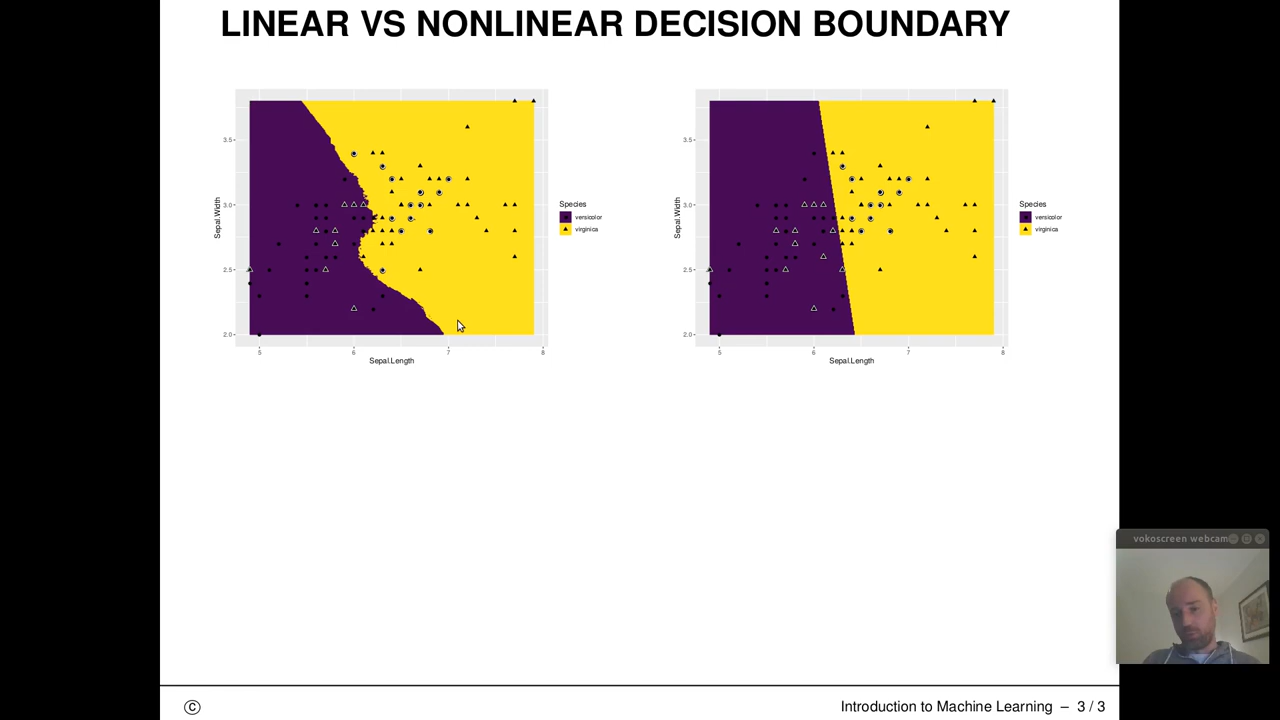 LINEAR VS NONLINEAR DECISION BOUNDARY
3.5
3.0
2.5
2.0
Sepal.Width
5 6 7 8
Sepal.Length
Species
versicolor
virginica
3.5
3.0
2.5
2.0
Sepal.Width
5 6 7 8
Sepal.Length
Species
versicolor
virginica
vokoscreen webcam
©
Introduction to Machine Learning – 3 / 3